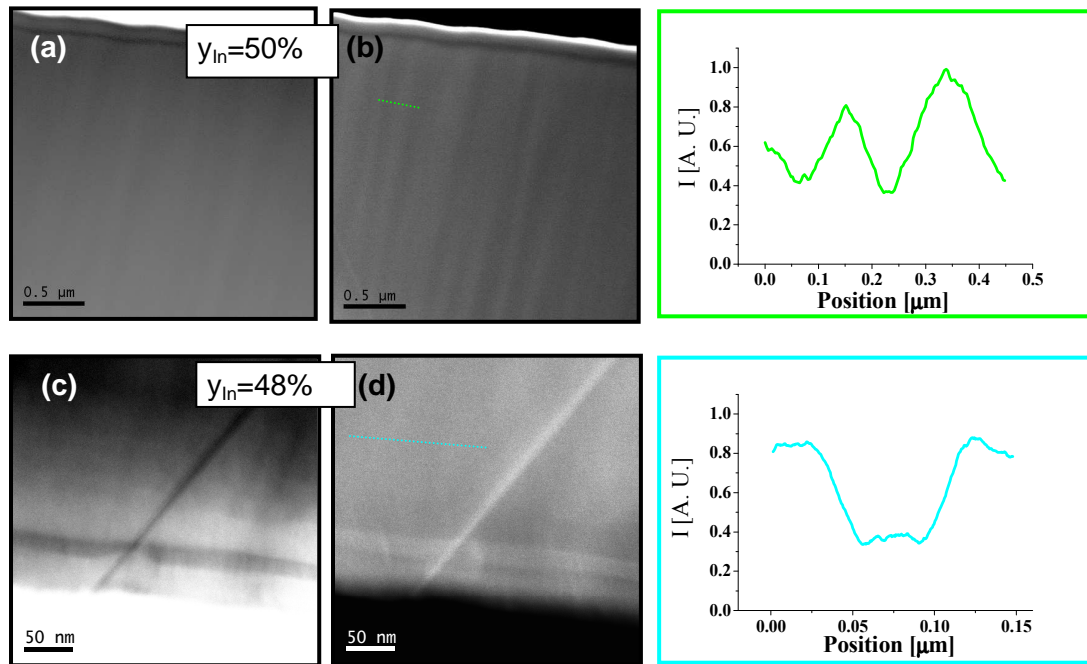 (a)
y_In=50%
(b)
0.5 µm
0.5 µm
I [A. U.]
1.0
0.8
0.6
0.4
0.2
0.0
0.0 0.1 0.2 0.3 0.4 0.5
Position [µm]
(c)
y_In=48%
(d)
50 nm
50 nm
I [A. U.]
1.0
0.8
0.6
0.4
0.2
0.0
0.00 0.05 0.10 0.15
Position [µm]